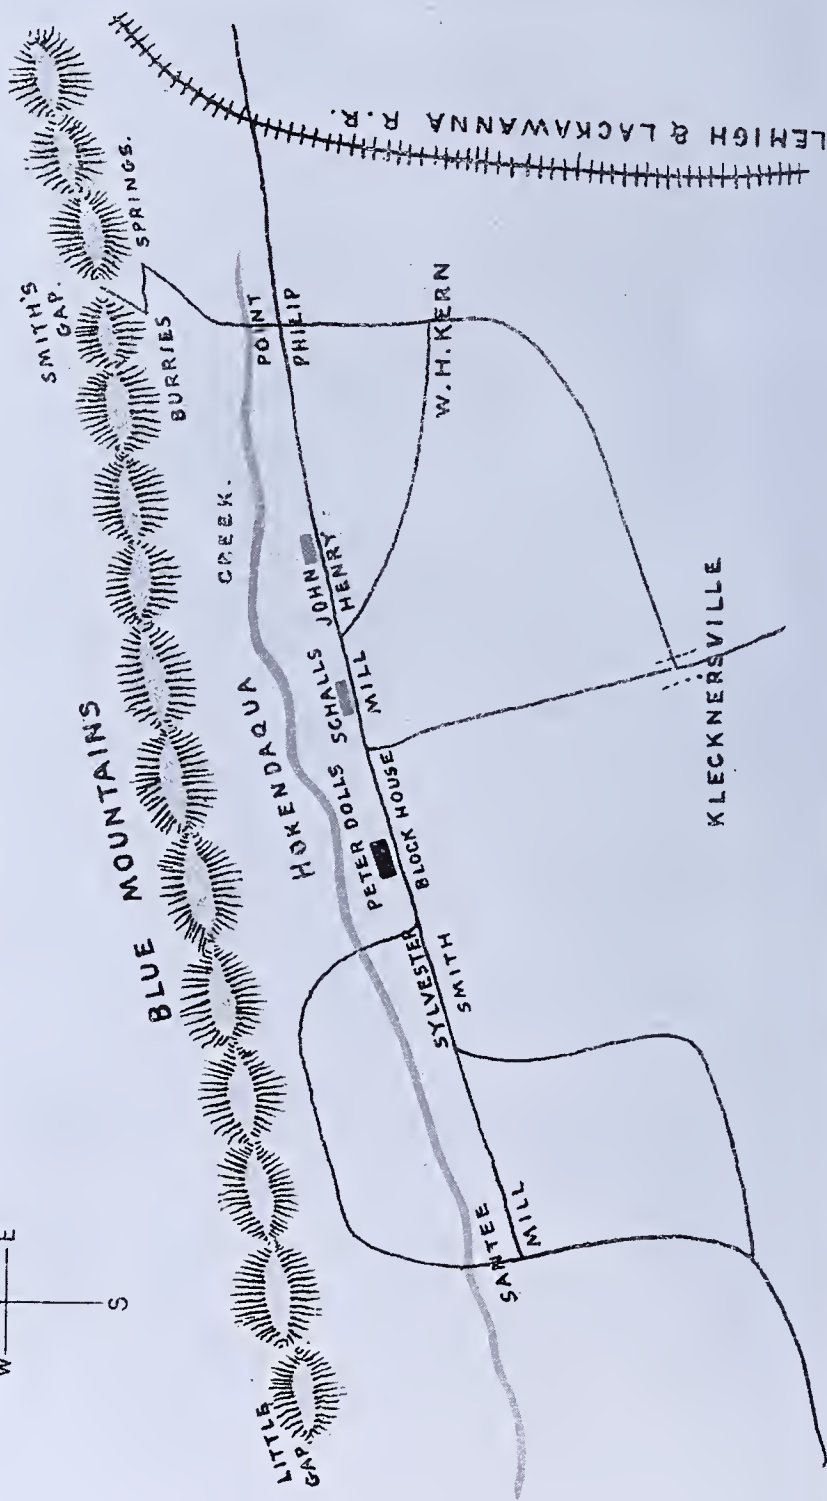 W
E
S
LITTLE
GAP
BLUE MOUNTAINS
SMITH'S
GAP.
BURRIES
SPRINGS.
HOKENDAQUA
CREEK.
SANTEE
MILL
SYLVESTER
SMITH
PETER DOLLS
BLOCK HOUSE
SCHALLS
MILL
JOHN
HENRY
POINT
PHILIP
W. H. KERN
KLECKNERSVILLE
LEHIGH & LACKAWANNA R.R.